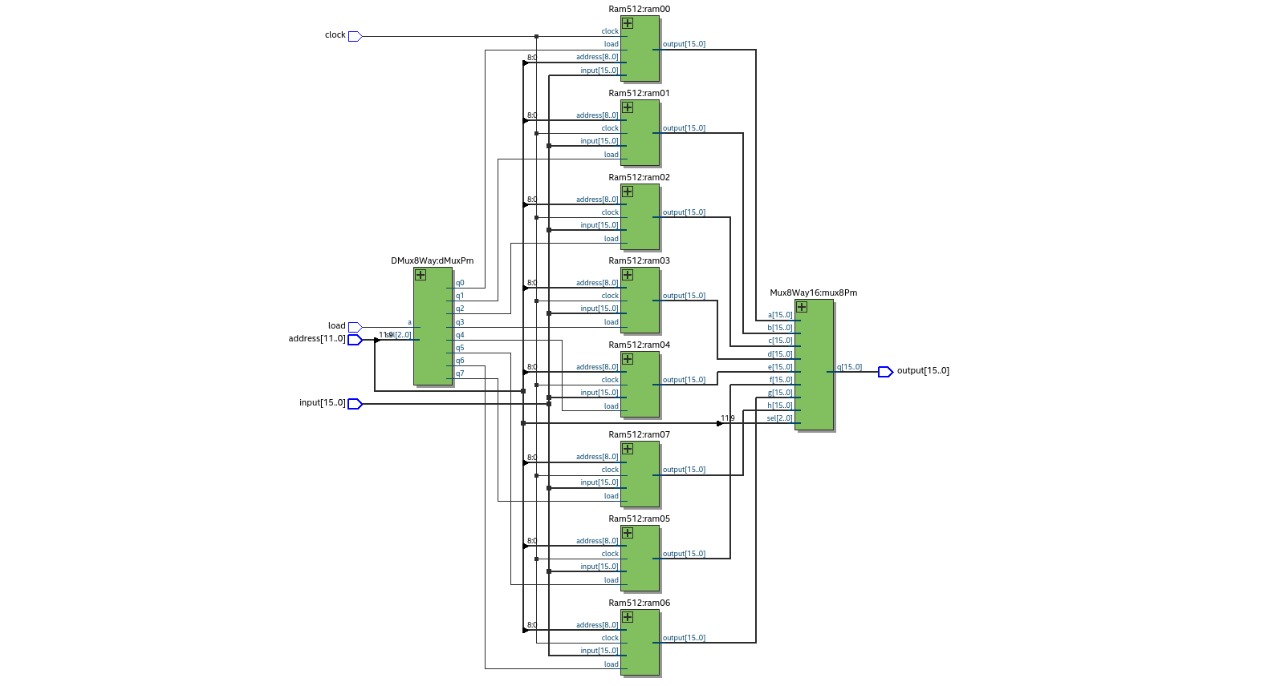 Ram512:ram00
clock
clock
load
output[15..0]
8:0
address[8..0]
input[15..0]
Ram512:ram01
8:0
address[8..0]
clock
output[15..0]
input[15..0]
load
Ram512:ram02
8:0
address[8..0]
clock
output[15..0]
input[15..0]
load
DMux8Way:dMuxPm
Ram512:ram03
q0
8:0
address[8..0]
q1
clock
output[15..0]
q2
input[15..0]
load
a
q3
load
address[11..0]
sel[2..0]
q4
q5
q6
q7
Mux8Way16:mux8Pm
a[15..0]
b[15..0]
c[15..0]
d[15..0]
e[15..0]
f[15..0]
g[15..0]
h[15..0]
11:9
sel[2..0]
q[15..0]
output[15..0]
Ram512:ram04
8:0
address[8..0]
clock
output[15..0]
input[15..0]
load
input[15..0]
Ram512:ram07
8:0
address[8..0]
clock
output[15..0]
input[15..0]
load
Ram512:ram05
8:0
address[8..0]
clock
output[15..0]
input[15..0]
load
Ram512:ram06
8:0
address[8..0]
clock
output[15..0]
input[15..0]
load